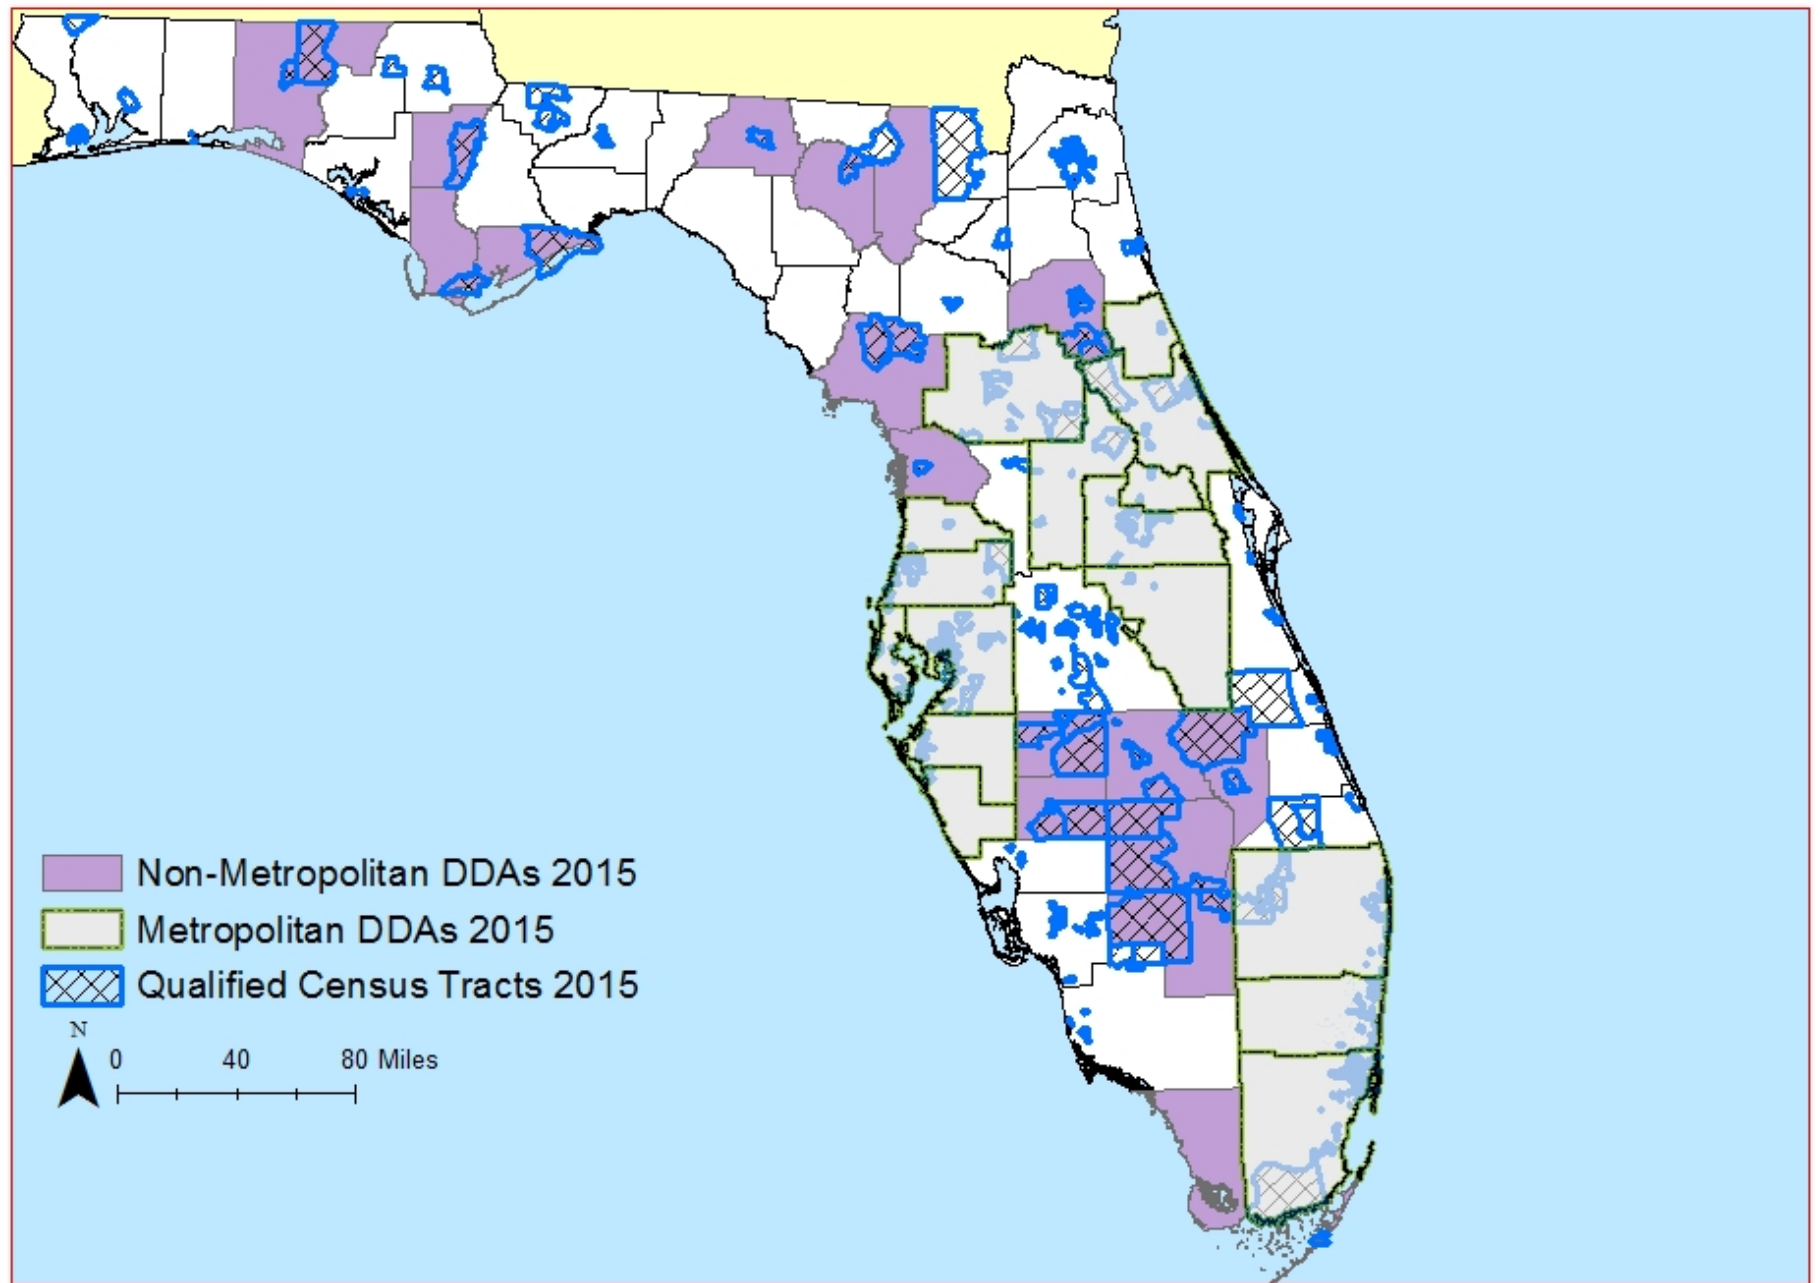 Non-Metropolitan DDAs 2015
Metropolitan DDAs 2015
Qualified Census Tracts 2015
N
0 40 80 Miles